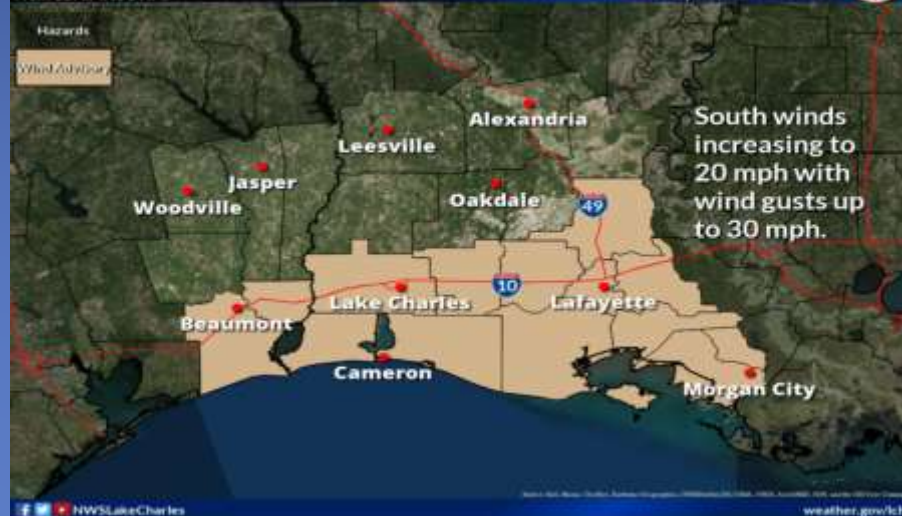 Hazards
Wind Advisory
Alexandria
Leesville
Jasper
Woodville
Oakdale
South winds
increasing to
20 mph with
wind gusts up
to 30 mph.
49
10
Lake Charles
Lafayette
Beaumont
Cameron
Morgan City
NWSLakeCharles
weather.gov/lch